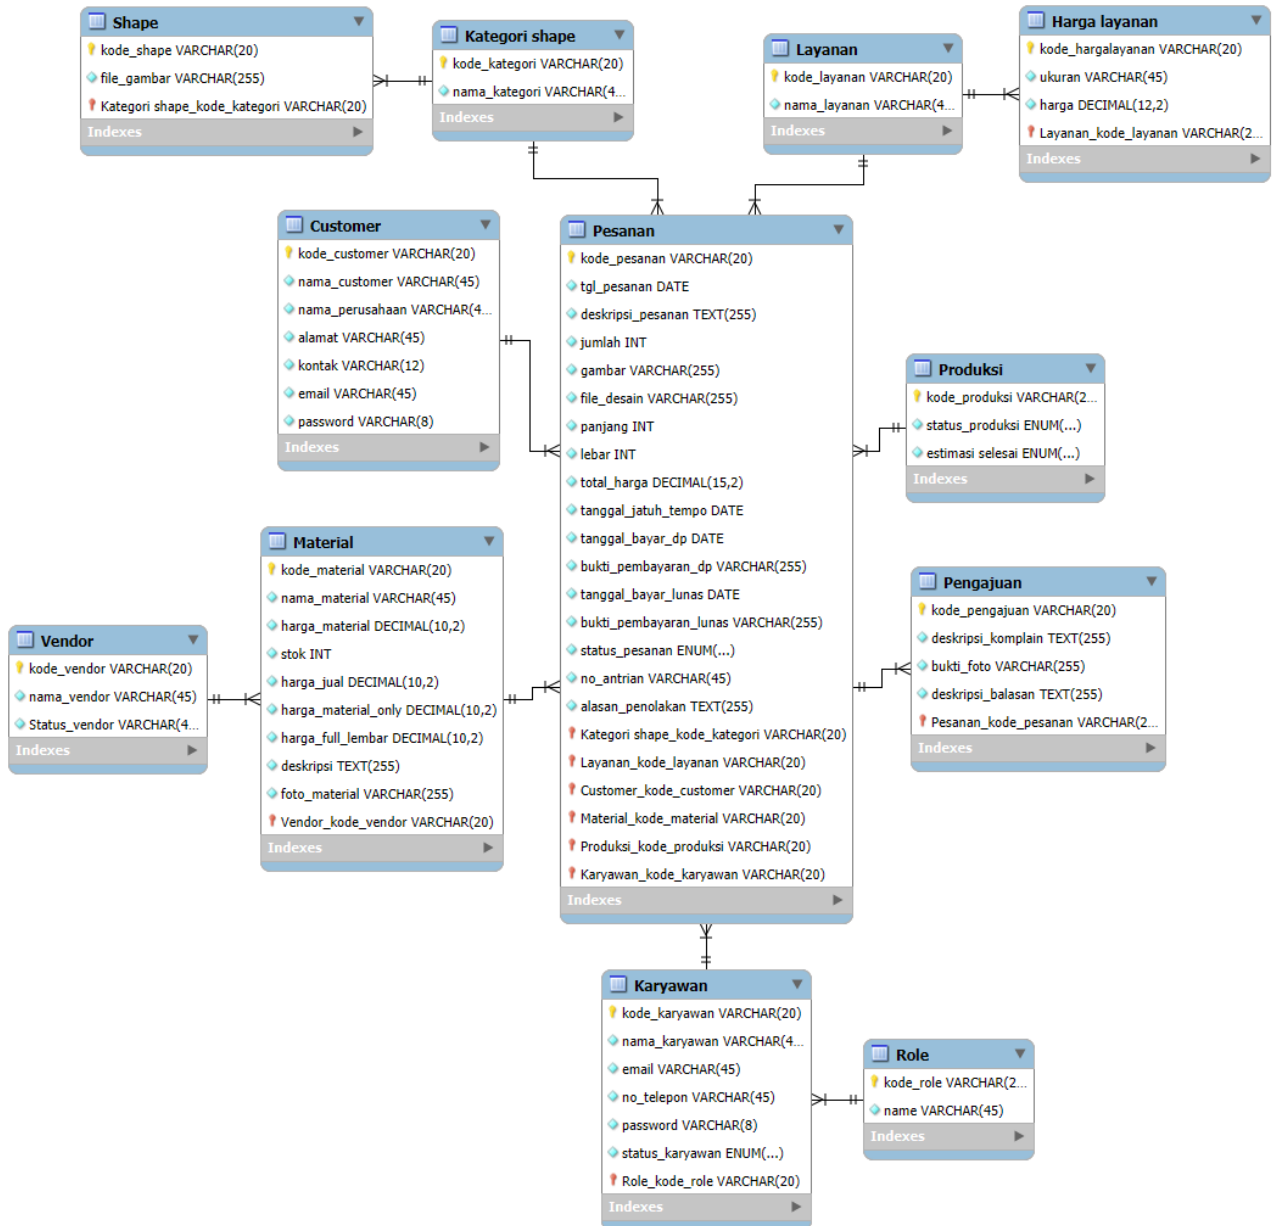 Shape
kode_shape VARCHAR(20)
file_gambar VARCHAR(255)
Kategori shape_kode_kategori VARCHAR(20)
Indexes
Kategori shape
kode_kategori VARCHAR(20)
nama_kategori VARCHAR(4...
Indexes
Layanan
kode_layanan VARCHAR(20)
nama_layanan VARCHAR(4...
Indexes
Harga layanan
kode_hargalayanan VARCHAR(20)
ukuran VARCHAR(45)
harga DECIMAL(12,2)
Layanan_kode_layanan VARCHAR(2...
Indexes
Customer
kode_customer VARCHAR(20)
nama_customer VARCHAR(45)
nama_perusahaan VARCHAR(4...
alamat VARCHAR(45)
kontak VARCHAR(12)
email VARCHAR(45)
password VARCHAR(8)
Indexes
Pesanan
kode_pesanan VARCHAR(20)
tgl_pesanan DATE
deskripsi_pesanan TEXT(255)
jumlah INT
gambar VARCHAR(255)
file_desain VARCHAR(255)
panjang INT
lebar INT
total_harga DECIMAL(15,2)
tanggal_jatuh_tempo DATE
tanggal_bayar_dp DATE
bukti_pembayaran_dp VARCHAR(255)
tanggal_bayar_lunas DATE
bukti_pembayaran_lunas VARCHAR(255)
status_pesanan ENUM(...)
no_antrian VARCHAR(45)
alasan_penolakan TEXT(255)
Kategori shape_kode_kategori VARCHAR(20)
Layanan_kode_layanan VARCHAR(20)
Customer_kode_customer VARCHAR(20)
Material_kode_material VARCHAR(20)
Produksi_kode_produksi VARCHAR(20)
Karyawan_kode_karyawan VARCHAR(20)
Indexes
Produksi
kode_produksi VARCHAR(2...
status_produksi ENUM(...)
estimasi selesai ENUM(...)
Indexes
Material
kode_material VARCHAR(20)
nama_material VARCHAR(45)
harga_material DECIMAL(10,2)
stok INT
harga_jual DECIMAL(10,2)
harga_material_only DECIMAL(10,2)
harga_full_lembar DECIMAL(10,2)
deskripsi TEXT(255)
foto_material VARCHAR(255)
Vendor_kode_vendor VARCHAR(20)
Indexes
Vendor
kode_vendor VARCHAR(20)
nama_vendor VARCHAR(45)
Status_vendor VARCHAR(4...
Indexes
Pengajuan
kode_pengajuan VARCHAR(20)
deskripsi_komplain TEXT(255)
bukti_foto VARCHAR(255)
deskripsi_balasan TEXT(255)
Pesanan_kode_pesanan VARCHAR(2...
Indexes
Karyawan
kode_karyawan VARCHAR(20)
nama_karyawan VARCHAR(4...
email VARCHAR(45)
no_telepon VARCHAR(45)
password VARCHAR(8)
status_karyawan ENUM(...)
Role_kode_role VARCHAR(20)
Indexes
Role
kode_role VARCHAR(2...
name VARCHAR(45)
Indexes